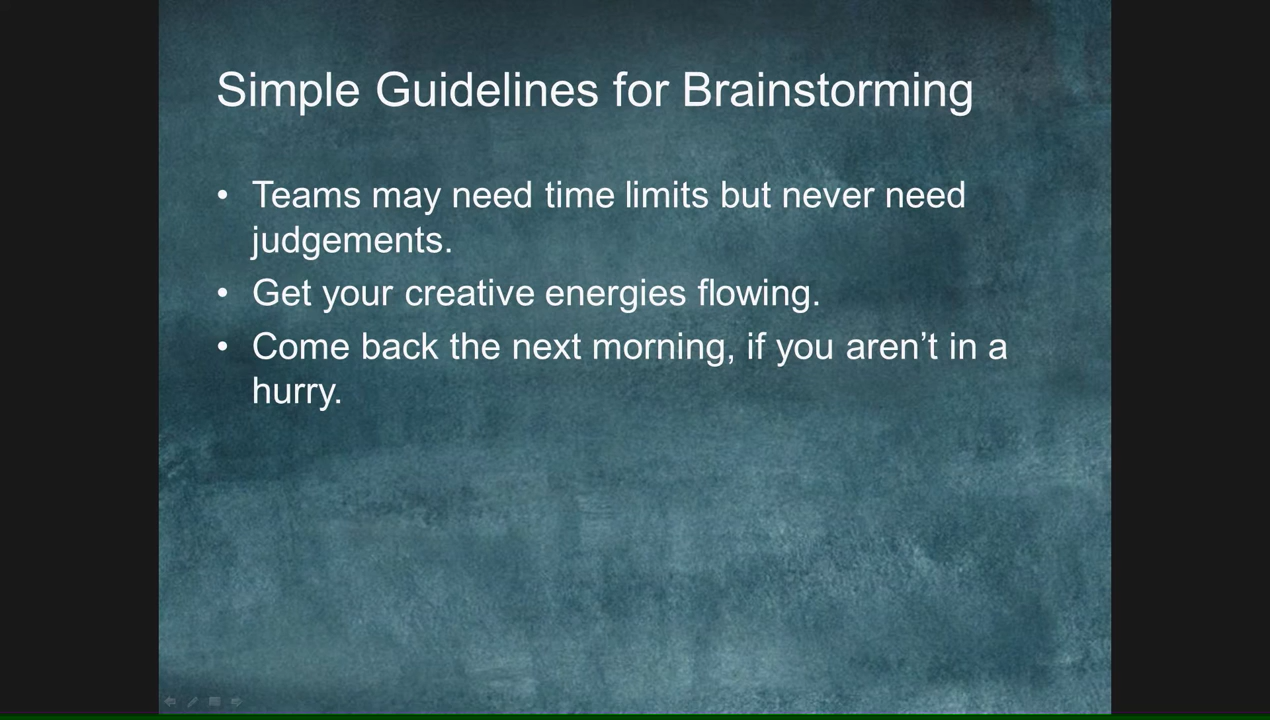 Simple Guidelines for Brainstorming
• Teams may need time limits but never need
judgements.
• Get your creative energies flowing.
• Come back the next morning, if you aren’t in a
hurry.